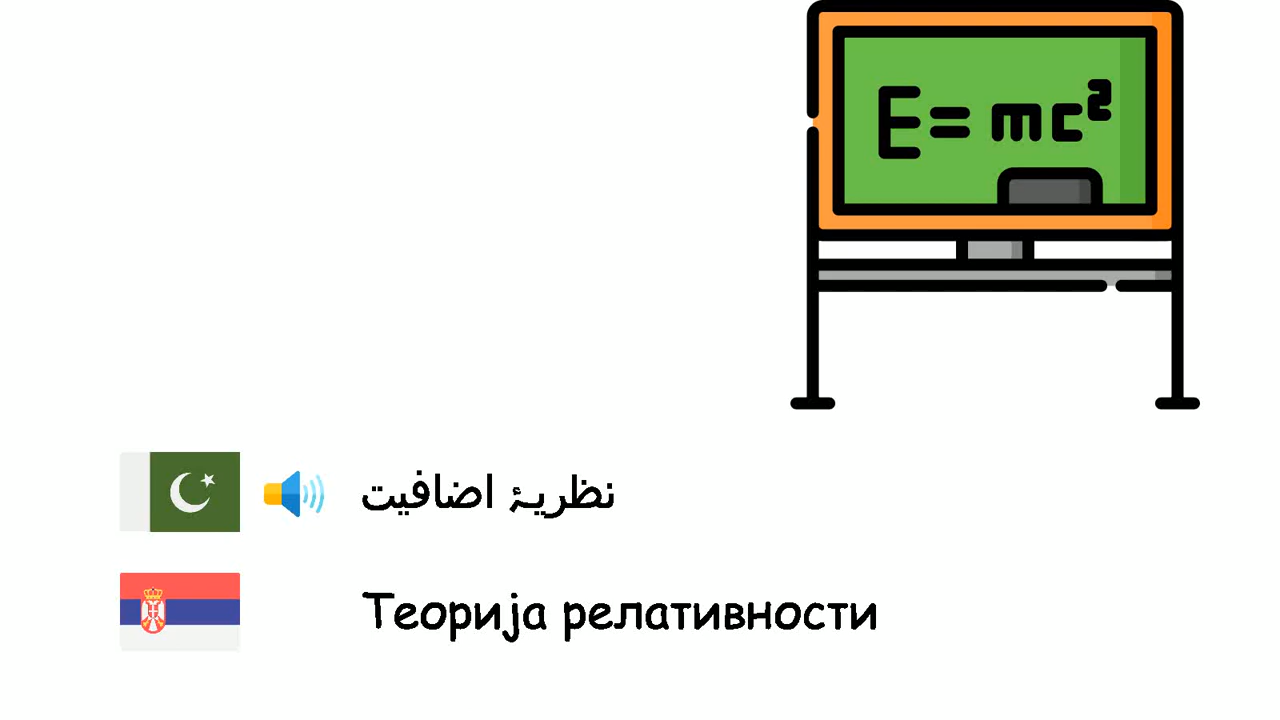 E = mc²
نظریۂ اضافیت
Теорија релативности